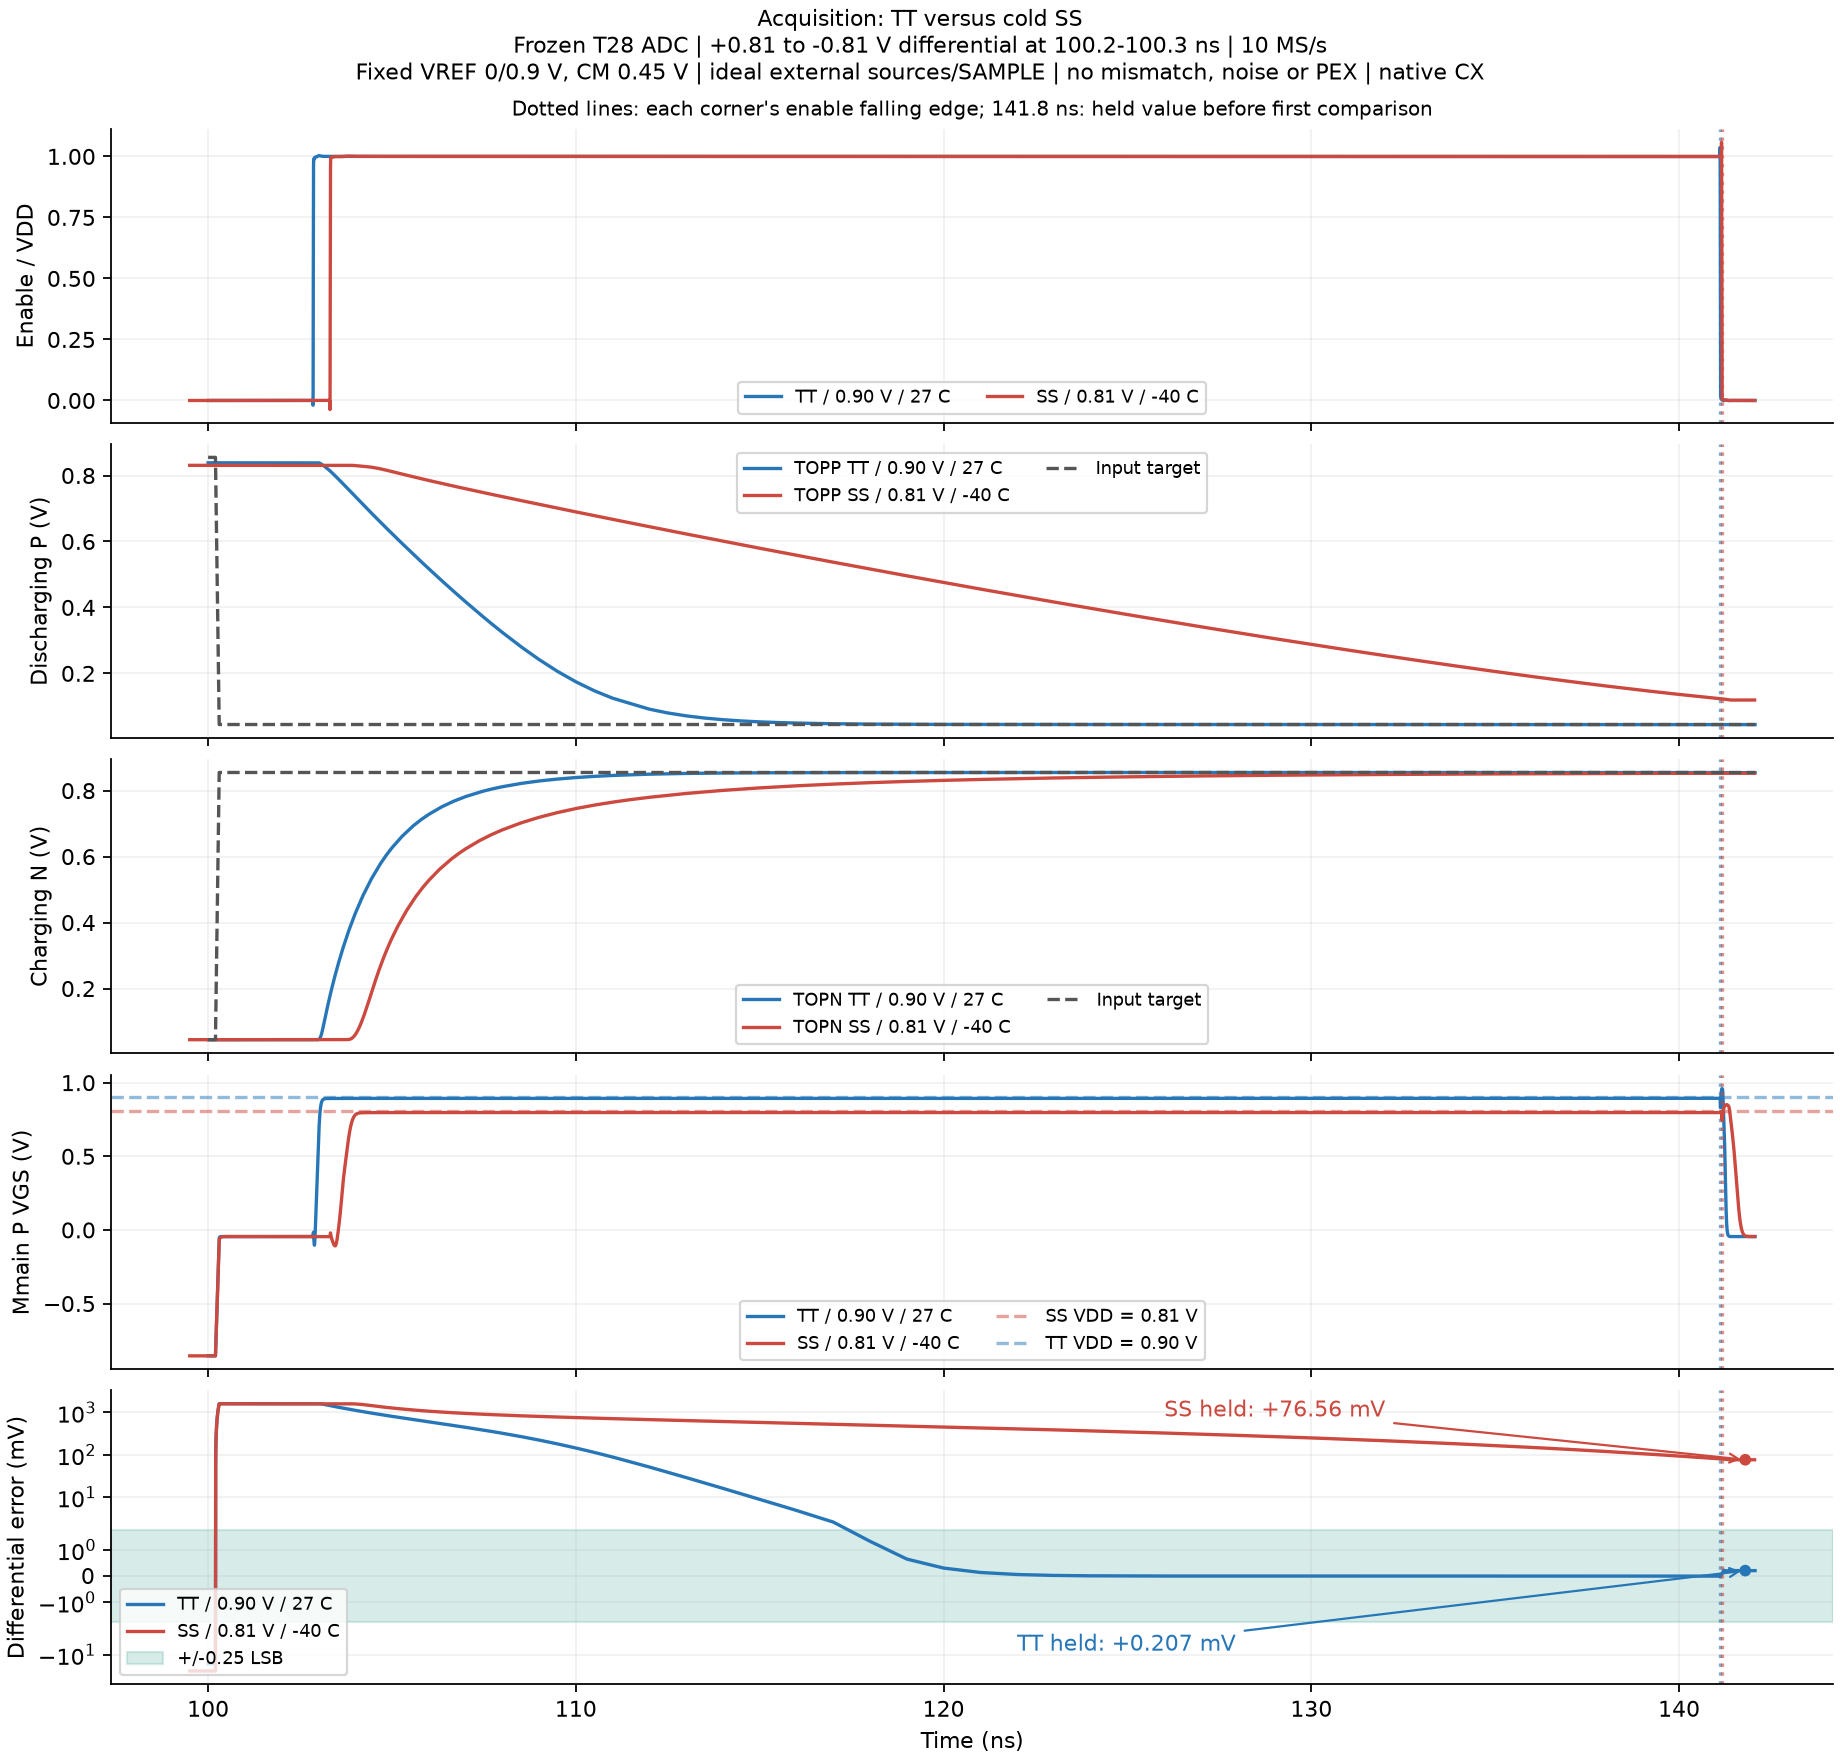 Acquisition: TT versus cold SS
Frozen T28 ADC | +0.81 to -0.81 V differential at 100.2-100.3 ns | 10 MS/s
Fixed VREF 0/0.9 V, CM 0.45 V | ideal external sources/SAMPLE | no mismatch, noise or PEX | native CX
Dotted lines: each corner's enable falling edge; 141.8 ns: held value before first comparison
Enable / VDD
1.00
0.75
0.50
0.25
0.00
TT / 0.90 V / 27 C
SS / 0.81 V / -40 C
Discharging P (V)
0.8
0.6
0.4
0.2
TOPP TT / 0.90 V / 27 C
TOPP SS / 0.81 V / -40 C
Input target
Charging N (V)
0.8
0.6
0.4
0.2
TOPN TT / 0.90 V / 27 C
TOPN SS / 0.81 V / -40 C
Input target
Mmain P VGS (V)
1.0
0.5
0.0
−0.5
TT / 0.90 V / 27 C
SS / 0.81 V / -40 C
SS VDD = 0.81 V
TT VDD = 0.90 V
Differential error (mV)
10³
10²
10¹
10⁰
0
−10⁰
−10¹
SS held: +76.56 mV
TT held: +0.207 mV
TT / 0.90 V / 27 C
SS / 0.81 V / -40 C
+/-0.25 LSB
100
110
120
130
140
Time (ns)